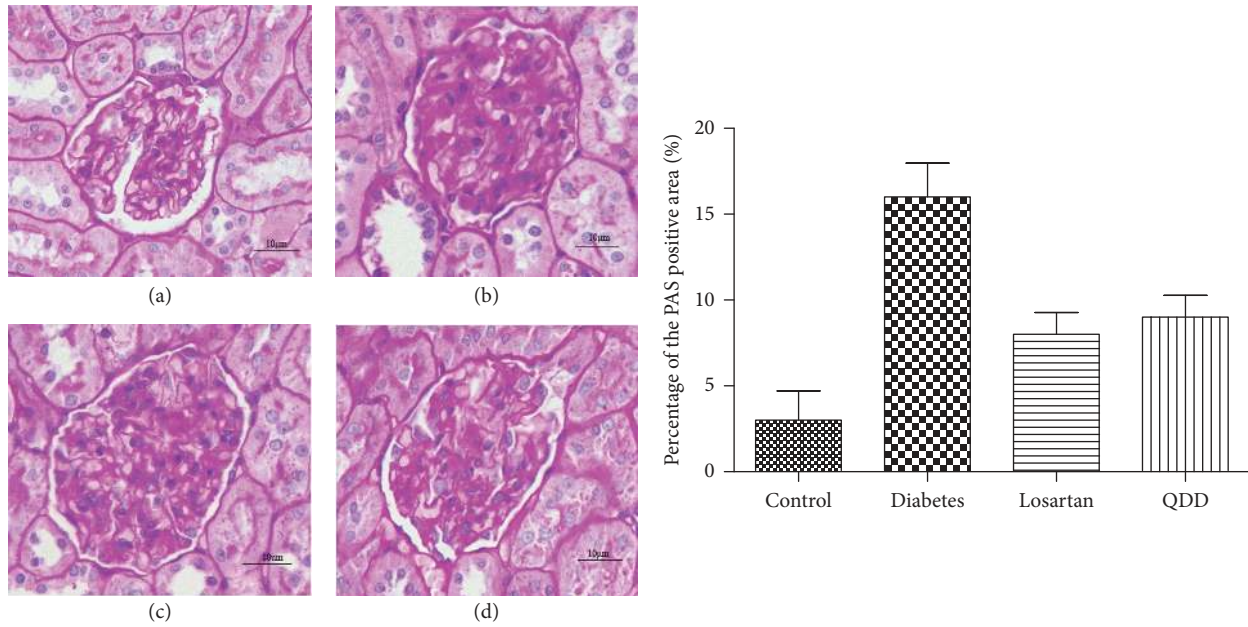 10μm
(a)
10μm
(b)
10μm
(c)
10μm
(d)
Percentage of the PAS positive area (%)
20
15
10
5
0
Control
Diabetes
Losartan
QDD